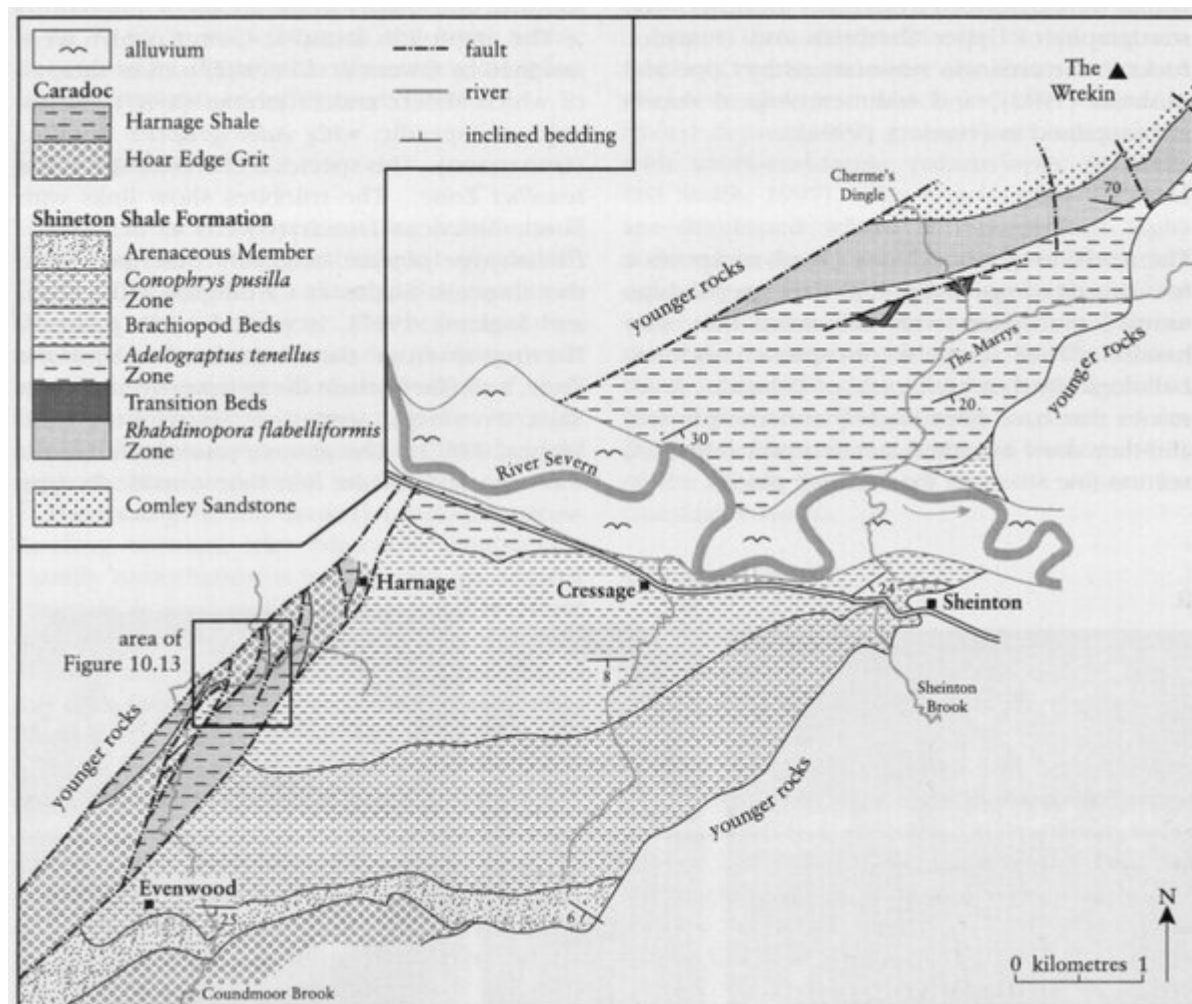 alluvium
Caradoc
Harnage Shale
Hoar Edge Grit
Shineton Shale Formation
Arenaceous Member
Conophrys pusilla
Zone
Brachiopod Beds
Adelograptus tenellus
Zone
Transition Beds
Rhabdinopora flabelliformis
Zone
Comley Sandstone
fault
river
inclined bedding
The
Wrekin
Cherme's
Dingle
70
younger rocks
The Marrys
younger rocks
20
30
River Severn
Harnage
Cressage
24
Sheinton
area of
Figure 10.13
8
Sheinton
Brook
younger rocks
younger rocks
Evenwood
25
6
N
0 kilometres 1
Coundmoor Brook